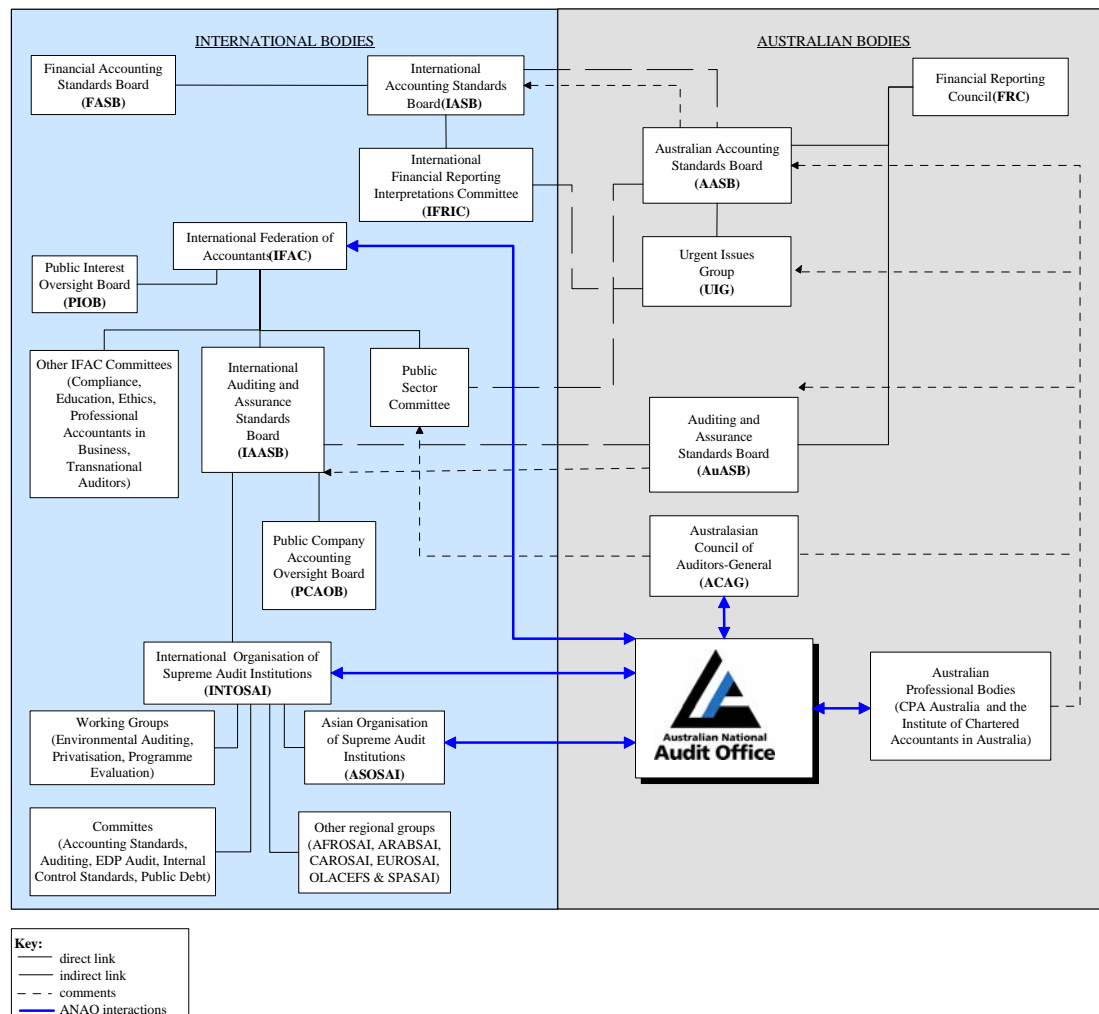 INTERNATIONAL BODIES
AUSTRALIAN BODIES
Financial Accounting
Standards Board
(FASB)
International
Accounting Standards
Board(IASB)
Financial Reporting
Council(FRC)
Australian Accounting
Standards Board
(AASB)
International
Financial Reporting
Interpretations Committee
(IFRIC)
International Federation of
Accountants(IFAC)
Urgent Issues
Group
(UIG)
Public Interest
Oversight Board
(PIOB)
Other IFAC Committees
(Compliance,
Education, Ethics,
Professional
Accountants in
Business,
Transnational
Auditors)
International
Auditing and
Assurance
Standards
Board
(IAASB)
Public
Sector
Committee
Auditing and
Assurance
Standards Board
(AuASB)
Public Company
Accounting
Oversight Board
(PCAOB)
Australasian
Council of
Auditors-General
(ACAG)
International Organisation of
Supreme Audit Institutions
(INTOSAI)
Australian National
Audit Office
Australian
Professional Bodies
(CPA Australia and the
Institute of Chartered
Accountants in Australia)
Working Groups
(Environmental Auditing,
Privatisation, Programme
Evaluation)
Asian Organisation
of Supreme Audit
Institutions
(ASOSAI)
Committes
(Accounting Standards,
Auditing, EDP Audit, Internal
Control Standards, Public Debt)
Other regional groups
(AFROSAI, ARABSAI,
CAROSAI, EUROSAI,
OLACEFS & SPASAI)
Key:
direct link
indirect link
comments
ANAO interactions